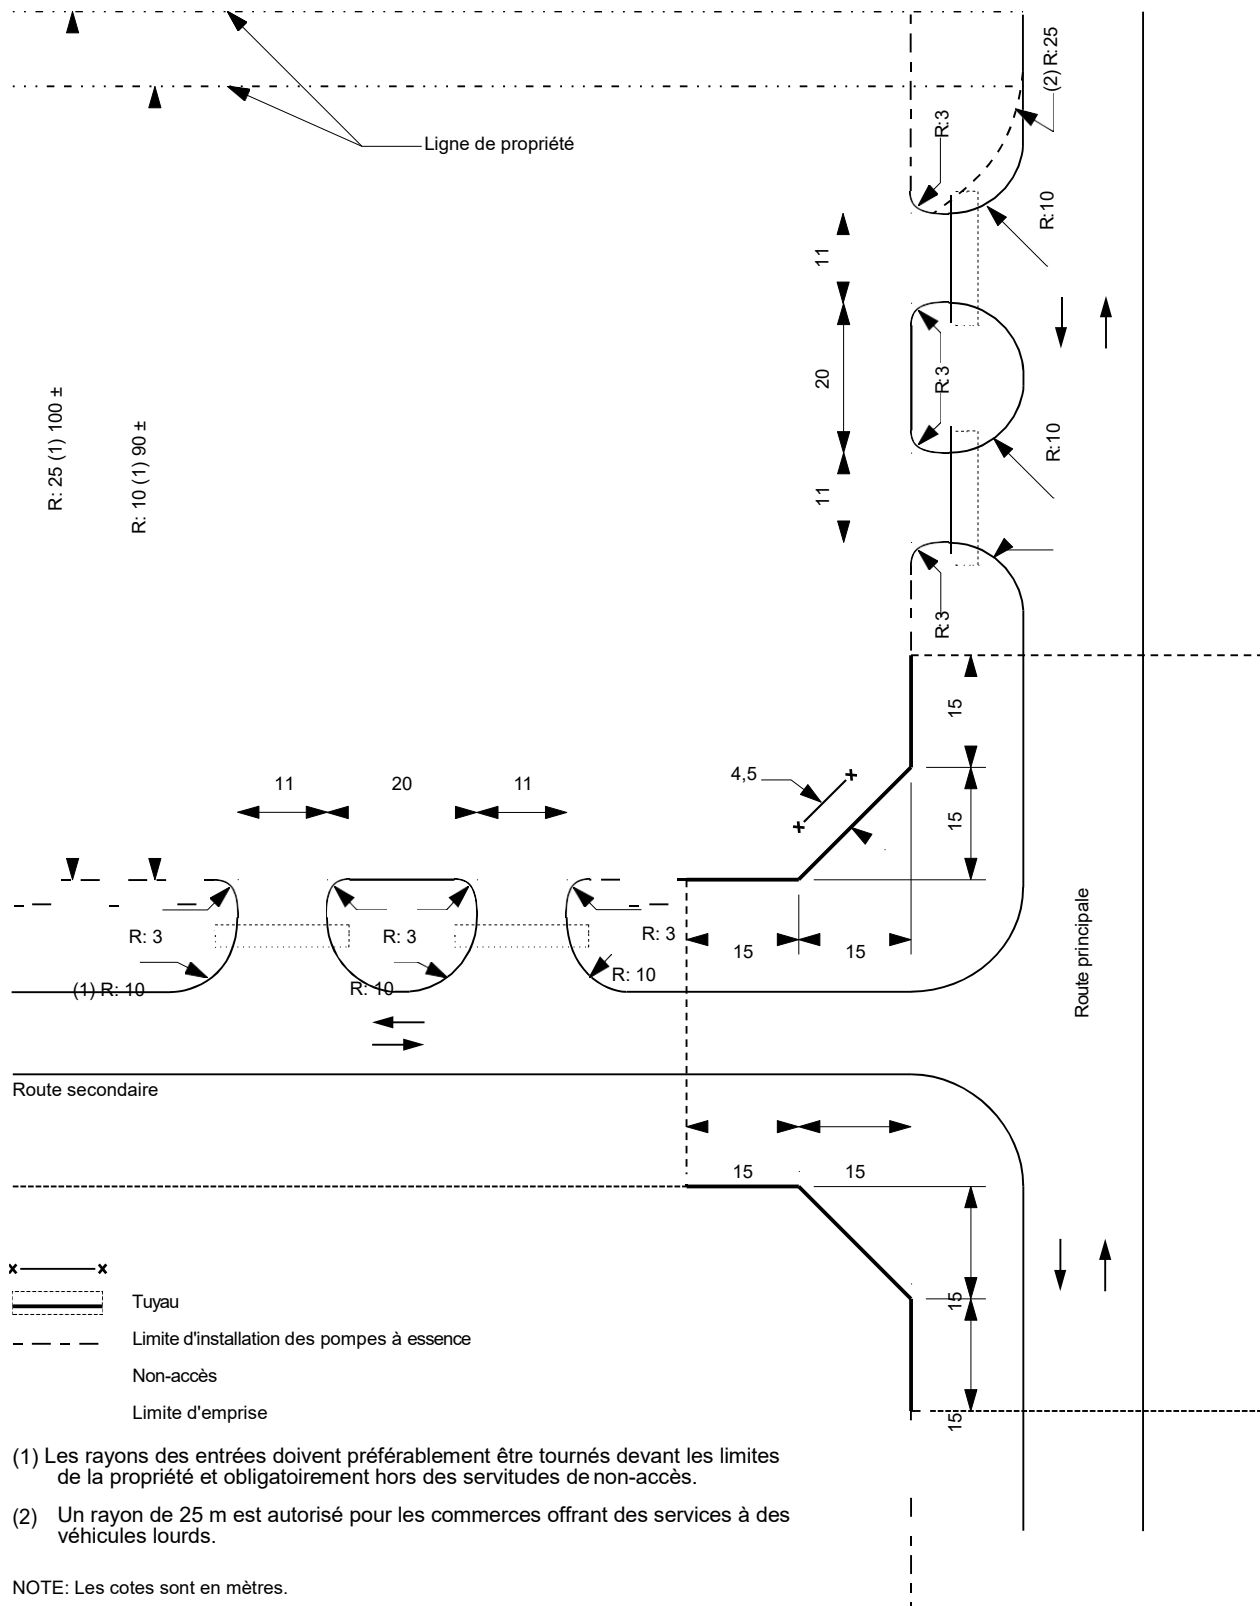 (2) R: 25
R:3
Ligne de propriété
R:10
11
20
R:3
R: 25 (1) 100 ±
R: 10 (1) 90 ±
R:10
11
R:3
15
4,5
11
20
11
15
R: 3
R: 3
R: 3
15
15
R: 10
(1) R: 10
R: 10
Route principale
Route secondaire
15
15
15
15
Tuyau
Limite d'installation des pompes à essence
Non-accès
Limite d'emprise
(1) Les rayons des entrées doivent préférablement être tournés devant les limites
de la propriété et obligatoirement hors des servitudes de non-accès.
(2) Un rayon de 25 m est autorisé pour les commerces offrant des services à des
véhicules lourds.
NOTE: Les cotes sont en mètres.